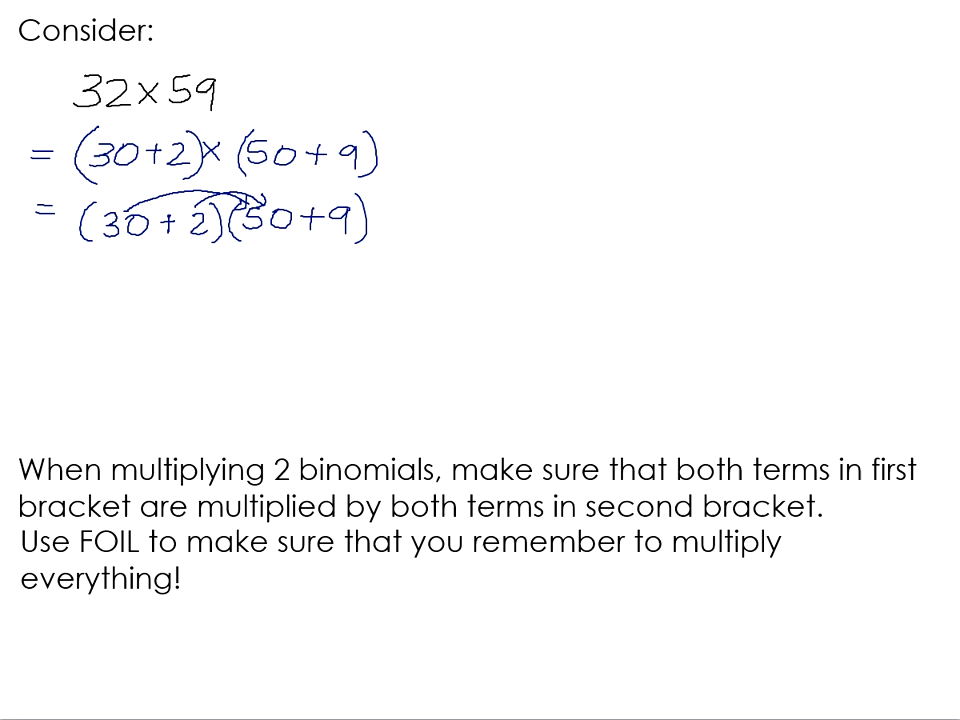 Consider:
32 × 59
= (30 + 2) × (50 + 9)
= (30 + 2)(50 + 9)
When multiplying 2 binomials, make sure that both terms in first
bracket are multiplied by both terms in second bracket.
Use FOIL to make sure that you remember to multiply
everything!